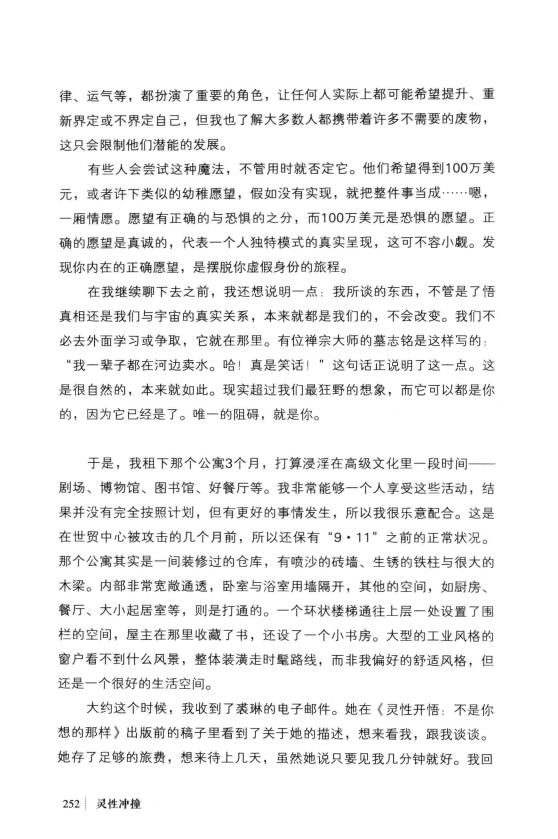 律、运气等，都扮演了重要的角色，让任何人实际上都可能希望提升、重
新界定或不界定自己，但我也了解大多数人都携带着许多不需要的废物，
这只会限制他们潜能的发展。
有些人会尝试这种魔法，不管用时就否定它。他们希望得到100万美
元，或者许下类似的幼稚愿望，假如没有实现，就把整件事当成……嗯，
一厢情愿。愿望有正确的与恐惧的之分，而100万美元是恐惧的愿望。正
确的愿望是真诚的，代表一个人独特模式的真实呈现，这可不容小觑。发
现你内在的正确愿望，是摆脱你虚假身份的旅程。
在我继续聊下去之前，我还想说明一点：我所谈的东西，不管是了悟
真相还是我们与宇宙的真实关系，本来就都是我们的，不会改变。我们不
必去外面学习或争取，它就在那里。有位禅宗大师的墓志铭是这样写的：
“我一辈子都在河边卖水。哈！真是笑话！”这句话正说明了这一点。这
是很自然的，本来就如此。现实超过我们最狂野的想象，而它可以都是你
的，因为它已经是了。唯一的阻碍，就是你。
于是，我租下那个公寓3个月，打算浸淫在高级文化里一段时间——
剧场、博物馆、图书馆、好餐厅等。我非常能够一个人享受这些活动，结
果并没有完全按照计划，但有更好的事情发生，所以我很乐意配合。这是
在世贸中心被攻击的几个月前，所以还保有“9·11”之前的正常状况。
那个公寓其实是一间装修过的仓库，有喷沙的砖墙、生锈的铁柱与很大的
木梁。内部非常宽敞通透，卧室与浴室用墙隔开，其他的空间，如厨房、
餐厅、大小起居室等，则是打通的。一个环状楼梯通往上层一处设置了围
栏的空间，屋主在那里收藏了书，还设了一个小书房。大型的工业风格的
窗户看不到什么风景，整体装潢走时髦路线，而非我偏好的舒适风格，但
还是一个很好的生活空间。
大约这个时候，我收到了裘琳的电子邮件。她在《灵性开悟：不是你
想的那样》出版前的稿子里看到了关于她的描述，想来看我，跟我谈谈。
她存了足够的旅费，想来待上几天，虽然她说只要见我几分钟就好。我回
252 灵性冲撞